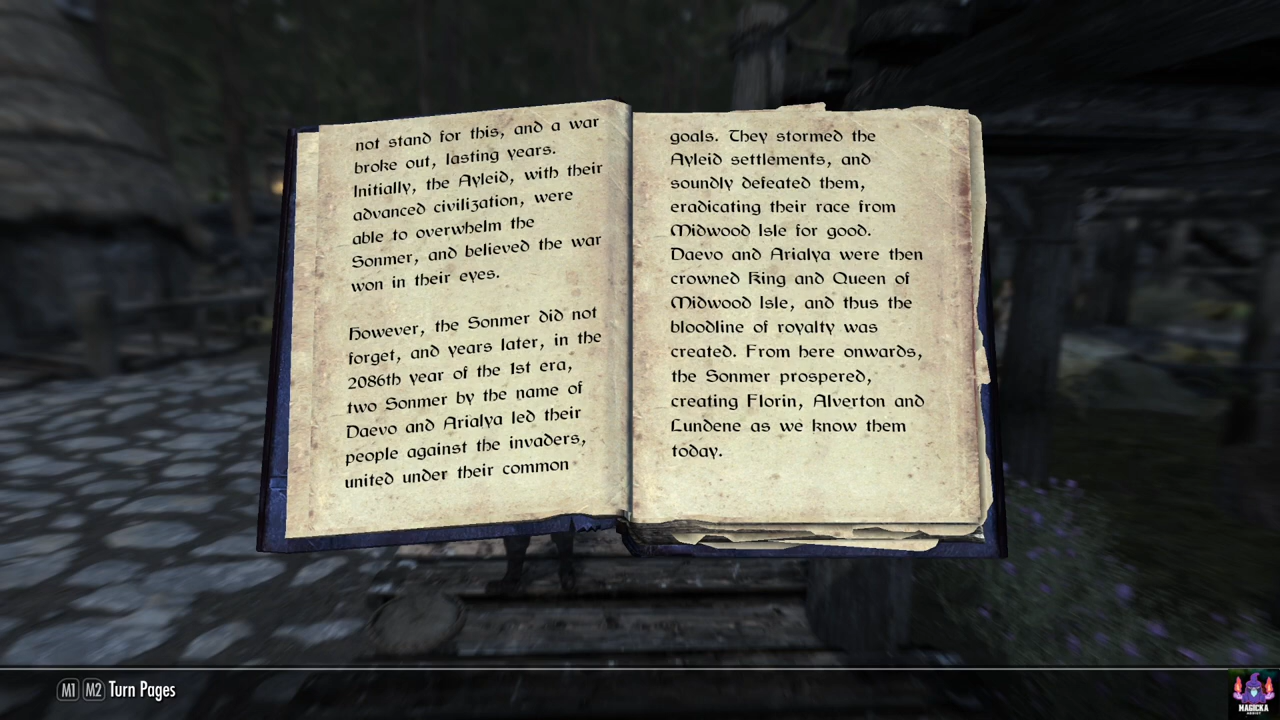 not stand for this, and a war
broke out, lasting years.
Initially, the Ayleid, with their
advanced civilization, were
able to overwhelm the
Sonmer, and believed the war
won in their eyes.
However, the Sonmer did not
forget, and years later, in the
2086th year of the 1st era,
two Sonmer by the name of
Daevo and Arialya led their
people against the invaders,
united under their common
goals. They stormed the
Ayleid settlements, and
soundly defeated them,
eradicating their race from
Midwood Isle for good.
Daevo and Arialya were then
crowned King and Queen of
Midwood Isle, and thus the
bloodline of royalty was
created. From here onwards,
the Sonmer prospered,
creating Florin, Alverton and
Lundene as we know them
today.
M1 M2 Turn Pages
MAGICKA
ADDICT